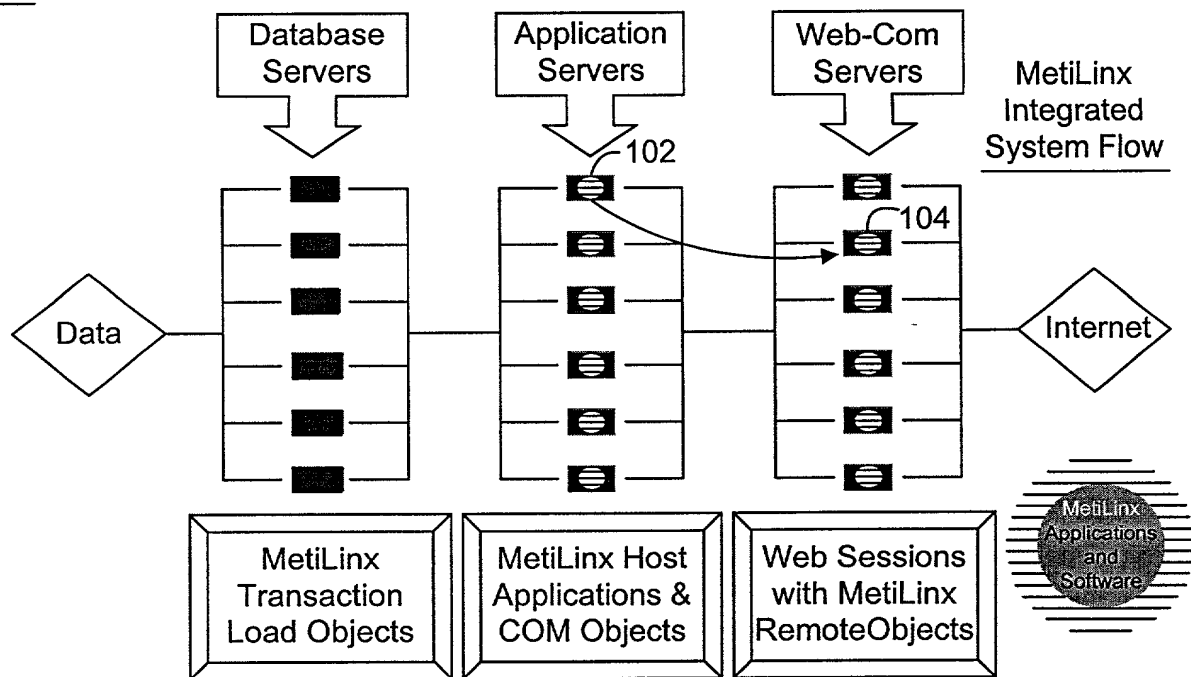 Database
Servers
Application
Servers
Web-Com
Servers
MetiLinx
Integrated
System Flow
102
104
Data
Internet
MetiLinx
Transaction
Load Objects
MetiLinx Host
Applications &
COM Objects
Web Sessions
with MetiLinx
RemoteObjects
MetiLinx
Applications
and
Software